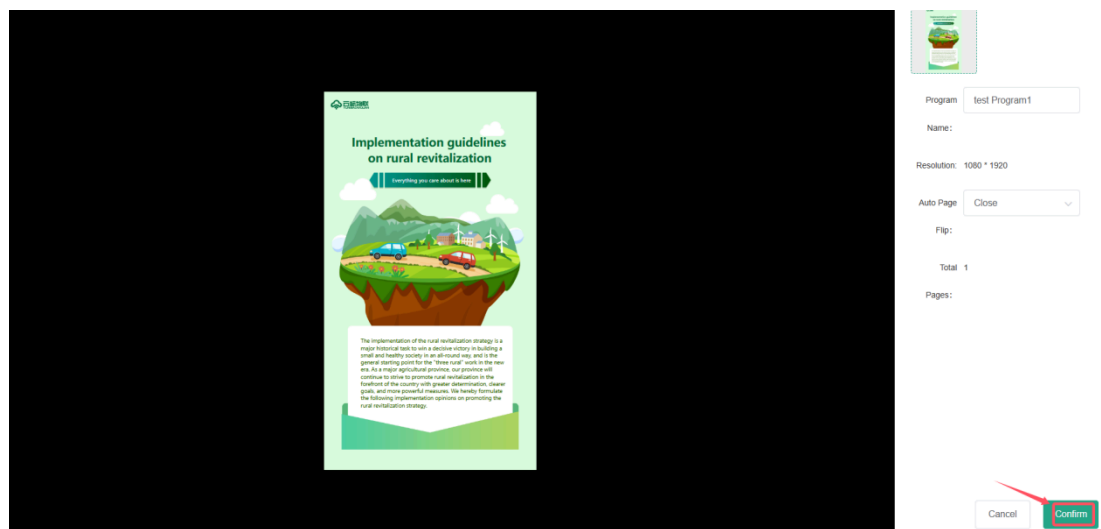 Implementation guidelines
on rural revitalization
Everything you care about is here
The implementation of the rural revitalization strategy is a
major historical task to win a decisive victory in building a
small and healthy society in an all-round way, and is the
general starting point for the "three rural" work in the new
era. As a major agricultural province, our province will
continue to strive to promote rural revitalization in the
forefront of the country with greater determination, clearer
goals, and more powerful measures. We hereby formulate
the following implementation opinions on promoting the
rural revitalization strategy.
Program
Name:
test Program1
Resolution: 1080 * 1920
Auto Page
Flip:
Close
Total
Pages:
1
Cancel
Confirm